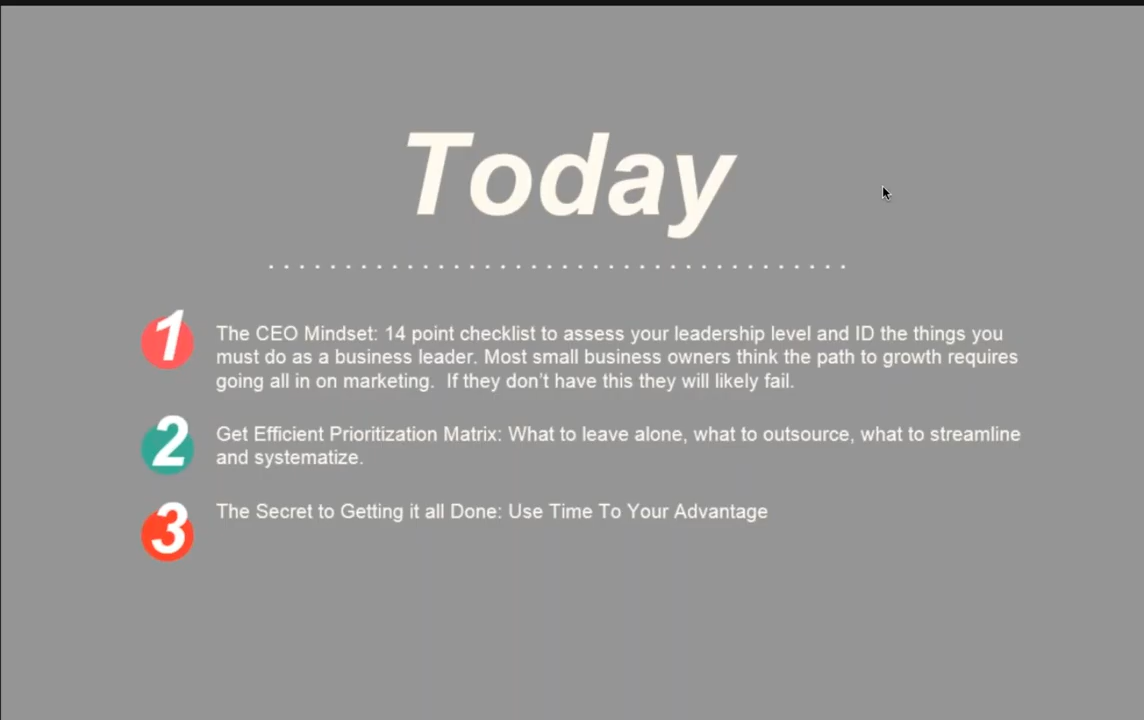 Today
1
The CEO Mindset: 14 point checklist to assess your leadership level and ID the things you
must do as a business leader. Most small business owners think the path to growth requires
going all in on marketing.  If they don’t have this they will likely fail.
2
Get Efficient Prioritization Matrix: What to leave alone, what to outsource, what to streamline
and systematize.
3
The Secret to Getting it all Done: Use Time To Your Advantage